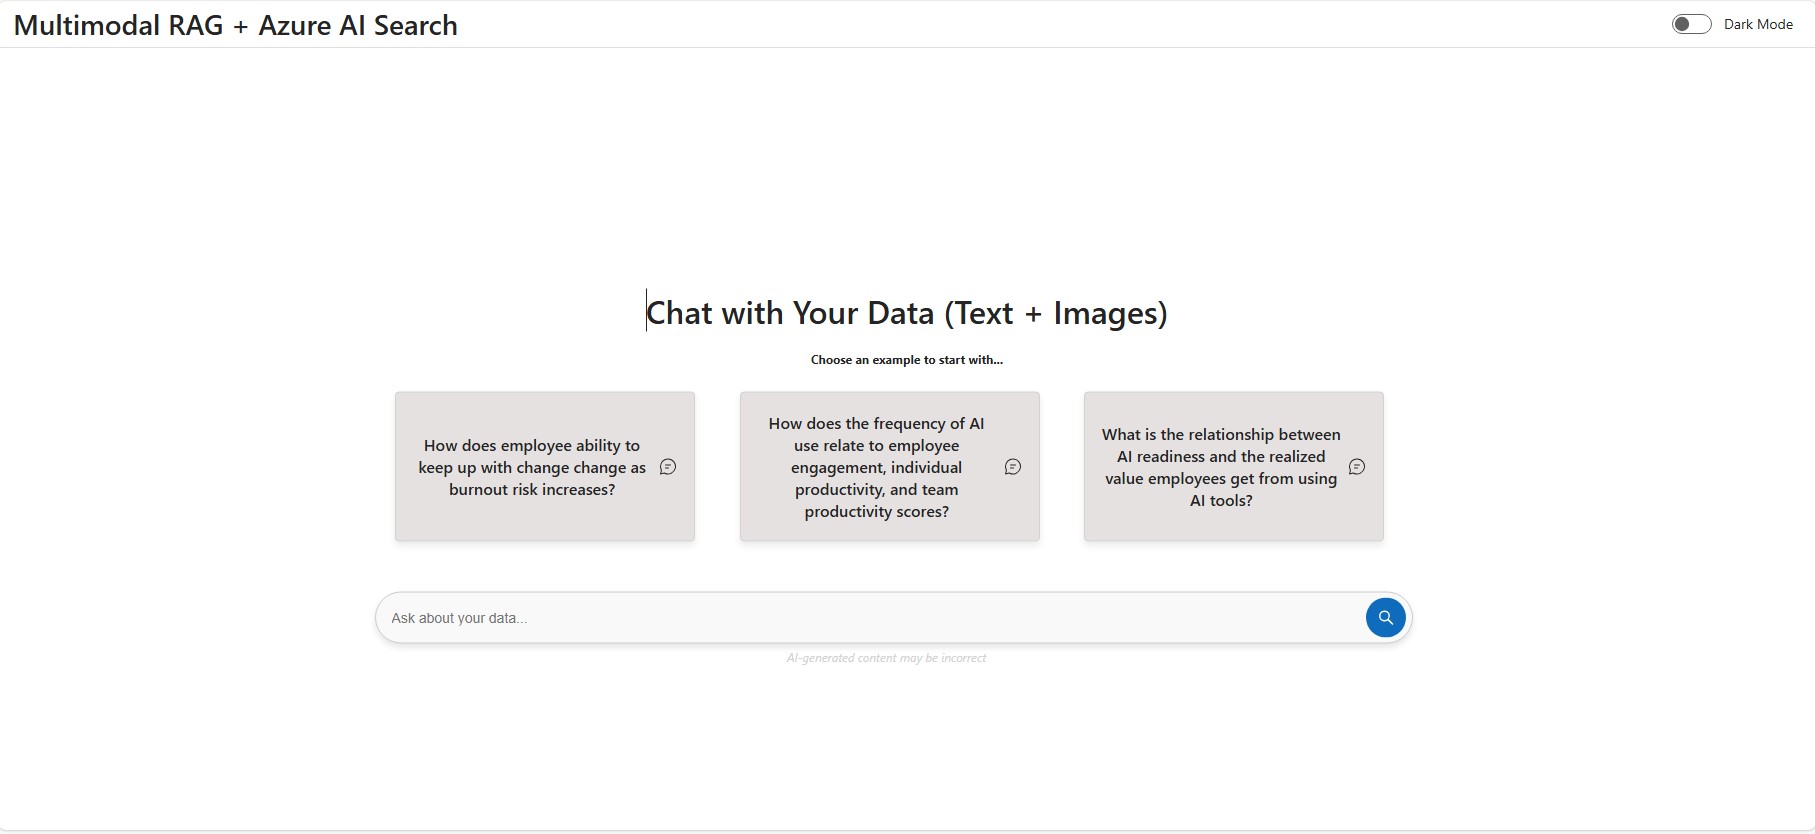 Multimodal RAG + Azure AI Search
Dark Mode
Chat with Your Data (Text + Images)
Choose an example to start with...
How does employee ability to
keep up with change change as
burnout risk increases?
How does the frequency of AI
use relate to employee
engagement, individual
productivity, and team
productivity scores?
What is the relationship between
AI readiness and the realized
value employees get from using
AI tools?
Ask about your data...
AI-generated content may be incorrect